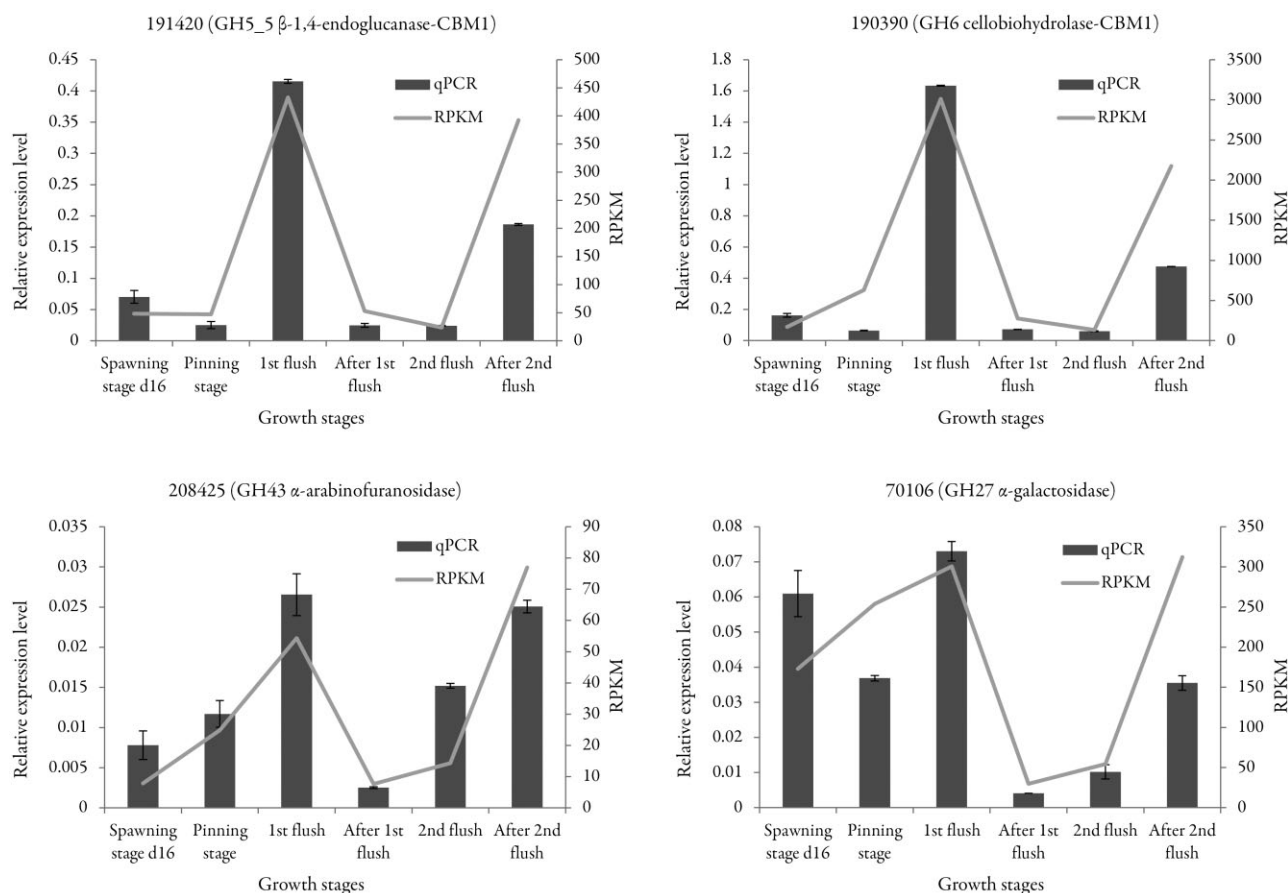 191420 (GH5_5 β-1,4-endoglucanase-CBM1)
0.45
0.4
0.35
0.3
0.25
0.2
0.15
0.1
0.05
0
Relative expression level
500
450
400
350
300
250
200
150
100
50
0
RPKM
qPCR
RPKM
Spawning
stage d16
Pinning
stage
1st flush
After 1st
flush
2nd flush
After 2nd
flush
Growth stages
190390 (GH6 cellobiohydrolase-CBM1)
1.8
1.6
1.4
1.2
1
0.8
0.6
0.4
0.2
0
Relative expression level
3500
3000
2500
2000
1500
1000
500
0
RPKM
qPCR
RPKM
Spawning
stage d16
Pinning
stage
1st flush
After 1st
flush
2nd flush
After 2nd
flush
Growth stages
208425 (GH43 α-arabinofuranosidase)
0.035
0.03
0.025
0.02
0.015
0.01
0.005
0
Relative expression level
90
80
70
60
50
40
30
20
10
0
RPKM
qPCR
RPKM
Spawning
stage d16
Pinning
stage
1st flush
After 1st
flush
2nd flush
After 2nd
flush
Growth stages
70106 (GH27 α-galactosidase)
0.08
0.07
0.06
0.05
0.04
0.03
0.02
0.01
0
Relative expression level
350
300
250
200
150
100
50
0
RPKM
qPCR
RPKM
Spawning
stage d16
Pinning
stage
1st flush
After 1st
flush
2nd flush
After 2nd
flush
Growth stages